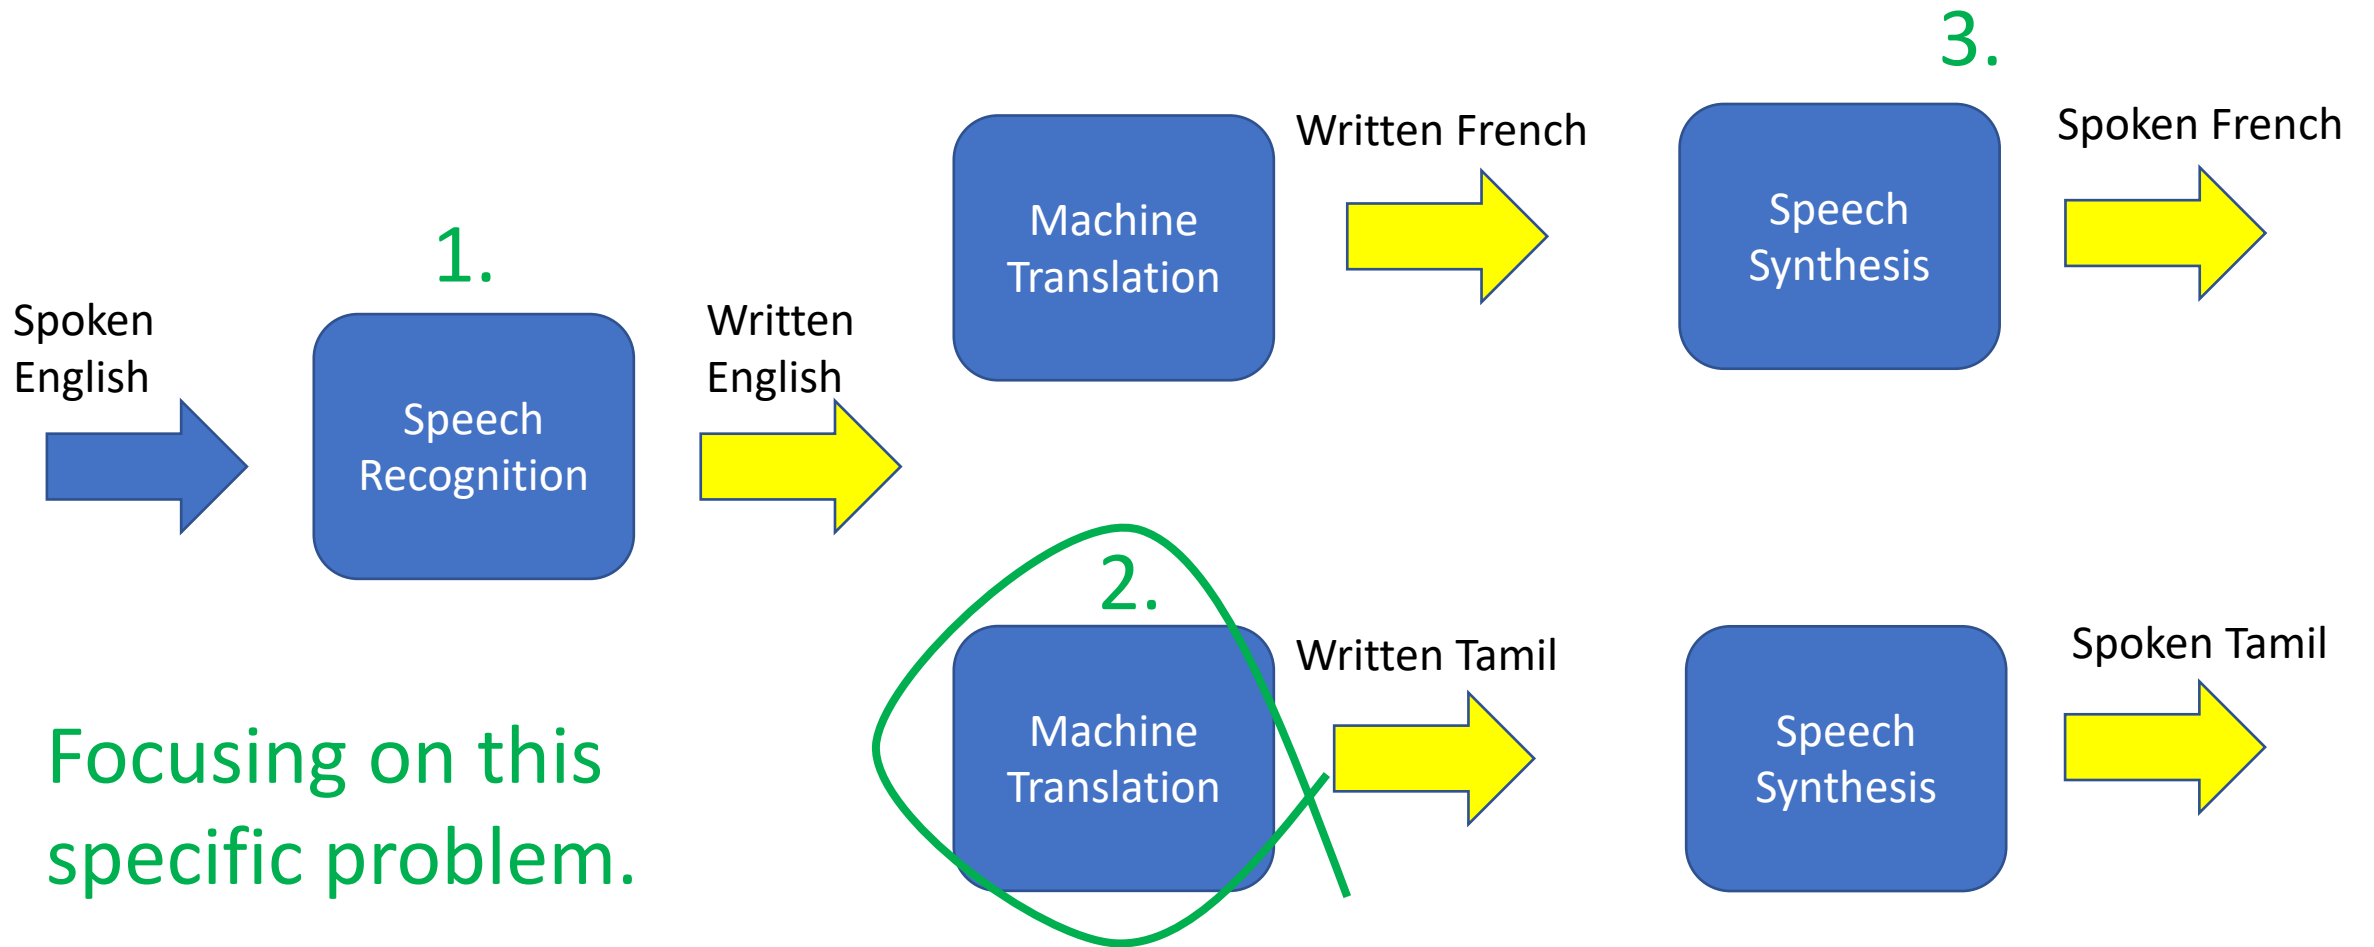 Spoken
English
1.
Speech
Recognition
Written
English
Machine
Translation
Written French
3.
Speech
Synthesis
Spoken French
2.
Machine
Translation
Written Tamil
Speech
Synthesis
Spoken Tamil
Focusing on this
specific problem.